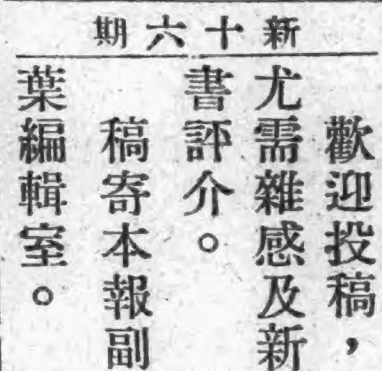 新十六期
歡迎投稿，
尤需雜感及新
書評介。
稿寄本報副
葉編輯室。